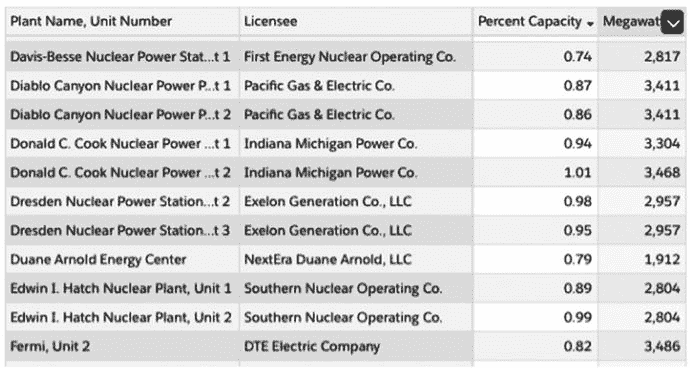 Plant Name, Unit Number Licensee Percent Capacity Megawat
Davis-Besse Nuclear Power Stat...t 1 First Energy Nuclear Operating Co. 0.74 2,817
Diablo Canyon Nuclear Power P...t 1 Pacific Gas & Electric Co. 0.87 3,411
Diablo Canyon Nuclear Power P...t 2 Pacific Gas & Electric Co. 0.86 3,411
Donald C. Cook Nuclear Power ...t 1 Indiana Michigan Power Co. 0.94 3,304
Donald C. Cook Nuclear Power ...t 2 Indiana Michigan Power Co. 1.01 3,468
Dresden Nuclear Power Station...t 2 Exelon Generation Co., LLC 0.98 2,957
Dresden Nuclear Power Station...t 3 Exelon Generation Co., LLC 0.95 2,957
Duane Arnold Energy Center NextEra Duane Arnold, LLC 0.79 1,912
Edwin I. Hatch Nuclear Plant, Unit 1 Southern Nuclear Operating Co. 0.89 2,804
Edwin I. Hatch Nuclear Plant, Unit 2 Southern Nuclear Operating Co. 0.99 2,804
Fermi, Unit 2 DTE Electric Company 0.82 3,486